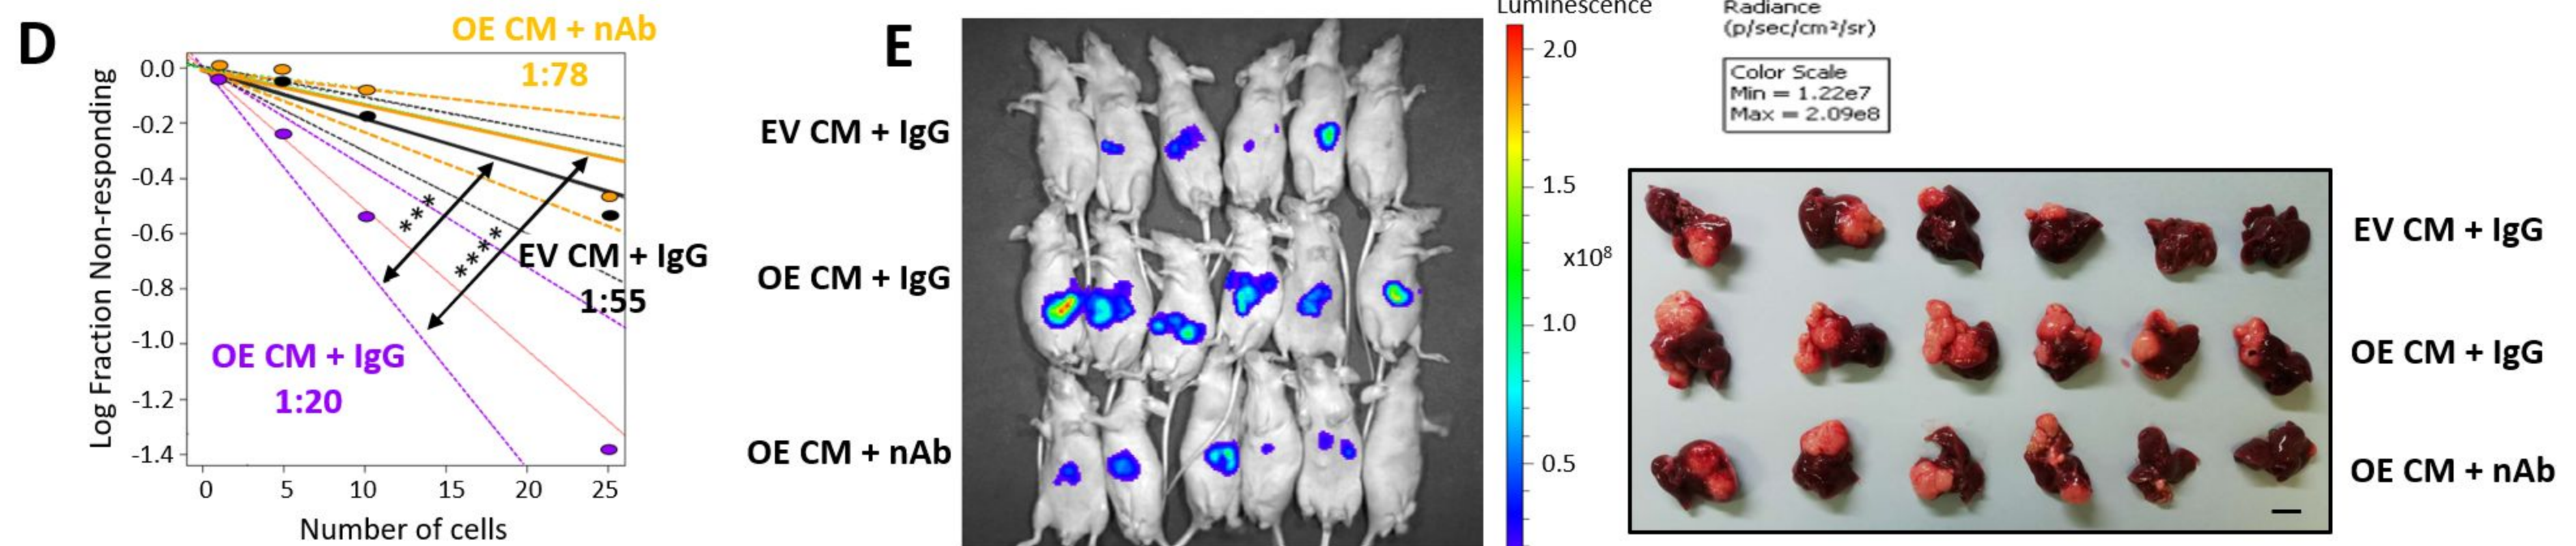 D
OE CM + nAb
1:78
0.0
-0.2
-0.4
-0.6
-0.8
-1.0
-1.2
-1.4
Log Fraction Non-responding
***
****
EV CM + IgG
1:55
OE CM + IgG
1:20
0
5
10
15
20
25
Number of cells
E
EV CM + IgG
OE CM + IgG
OE CM + nAb
Luminescence
2.0
1.5
x10⁸
1.0
0.5
Radiance
(p/sec/cm²/sr)
Color Scale
Min = 1.22e7
Max = 2.09e8
EV CM + IgG
OE CM + IgG
OE CM + nAb